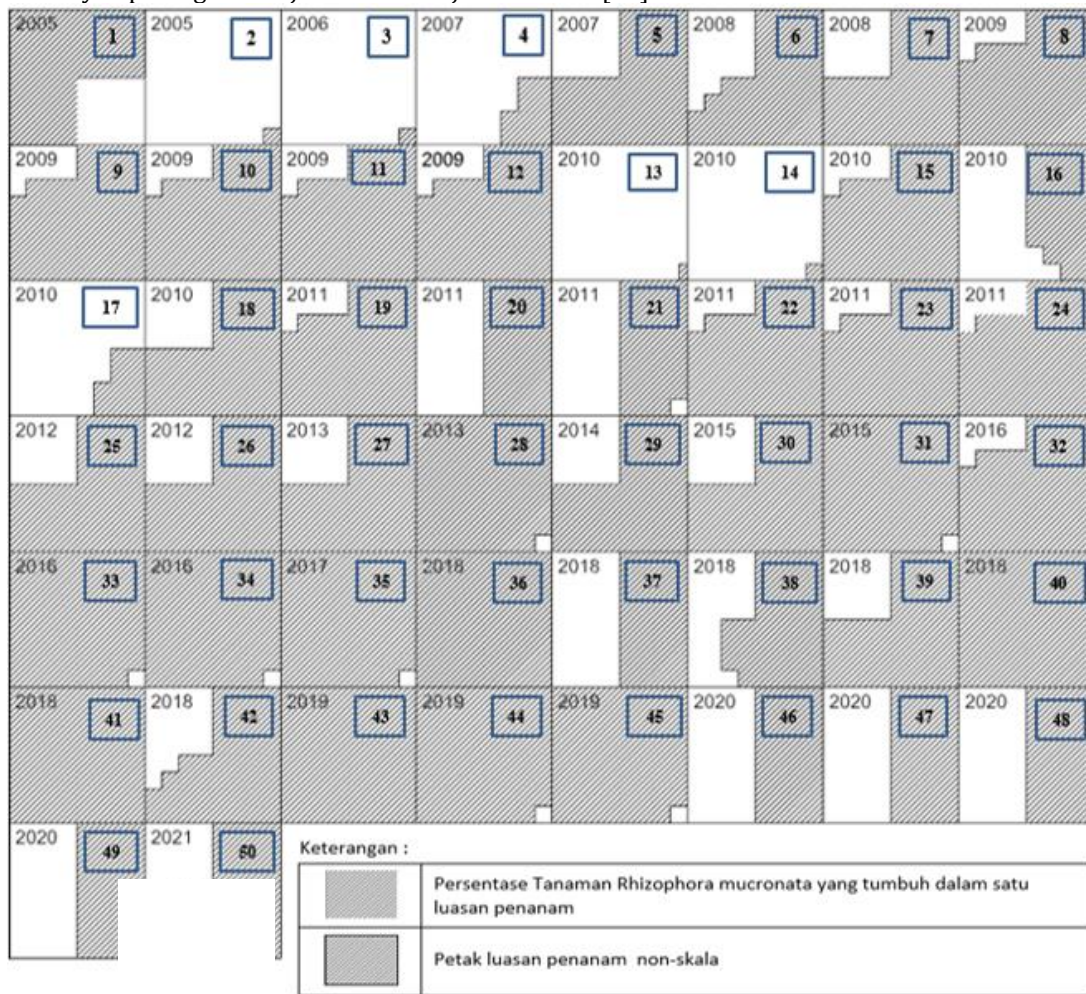 2005 1 2005 2 2006 3 2007 4 2007 5 2008 6 2008 7 2009 8
2009 9 2009 10 2009 11 2009 12 2010 13 2010 14 2010 15 2010 16
2010 17 2010 18 2011 19 2011 20 2011 21 2011 22 2011 23 2011 24
2012 25 2012 26 2013 27 2013 28 2014 29 2015 30 2015 31 2016 32
2016 33 2016 34 2017 35 2018 36 2018 37 2018 38 2018 39 2018 40
2018 41 2018 42 2019 43 2019 44 2019 45 2020 46 2020 47 2020 48
2020 49 2021 50
Keterangan :
Persentase Tanaman Rhizophora mucronata yang tumbuh dalam satu
luasan penanam
Petak luasan penanam non-skala